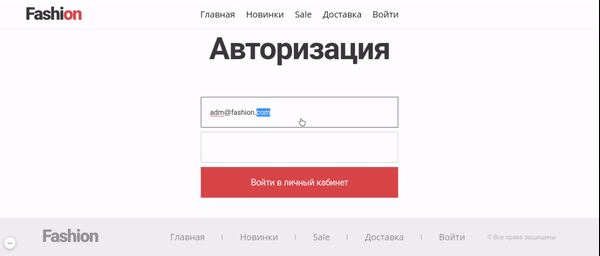 Fashion Главная Новинки Sale Доставка Войти
Авторизация
adm@fashion.com
Войти в личный кабинет
Fashion Главная | Новинки | Sale | Доставка | Войти © Все права защищены